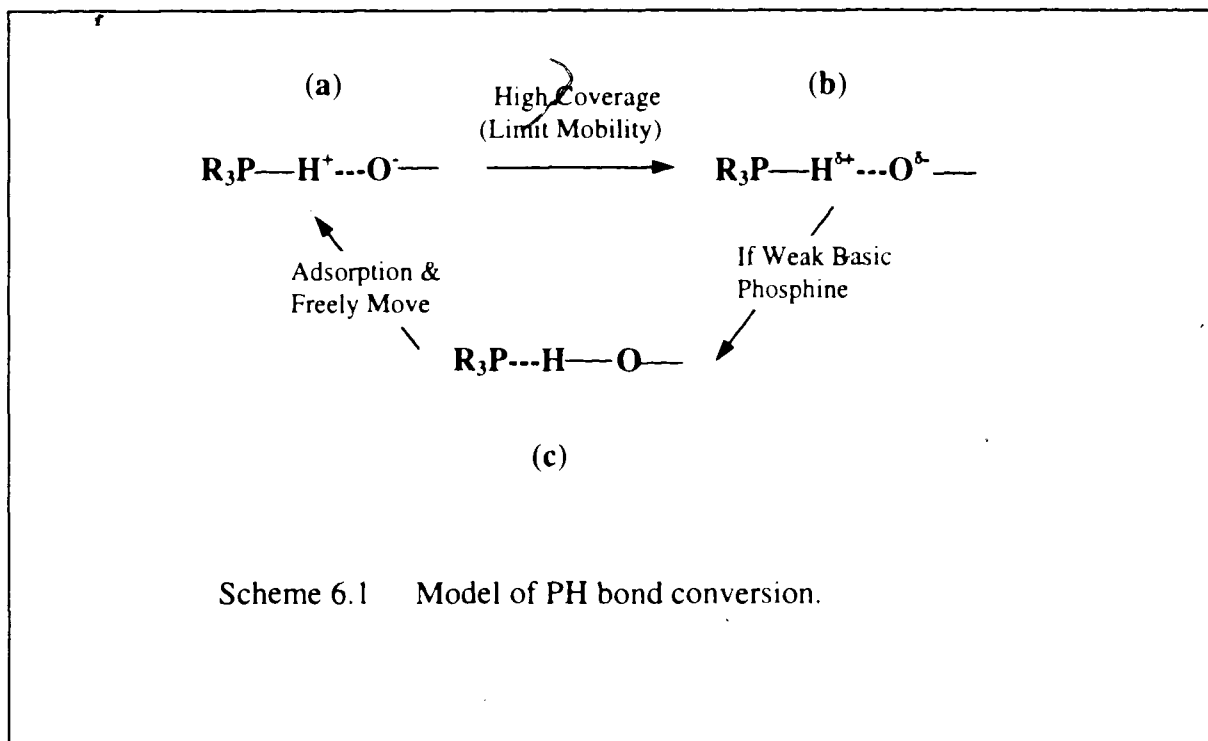 (a)
High Coverage
(Limit Mobility)
(b)
R₃P—H⁺---O⁻—
R₃P—H^δ+---O^δ-—
Adsorption &
Freely Move
If Weak Basic
Phosphine
R₃P---H—O—
(c)
Scheme 6.1 Model of PH bond conversion.